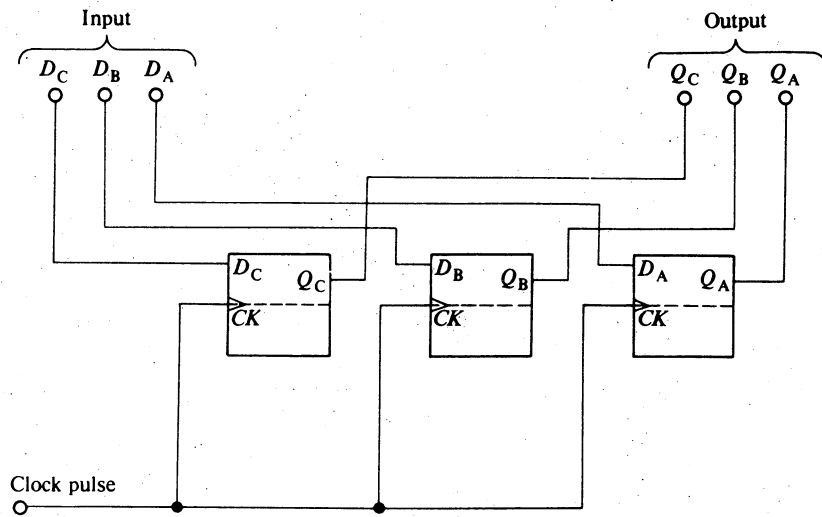 Input Output
D_C D_B D_A Q_C Q_B Q_A
D_C Q_C D_B Q_B D_A Q_A
CK CK CK
Clock pulse